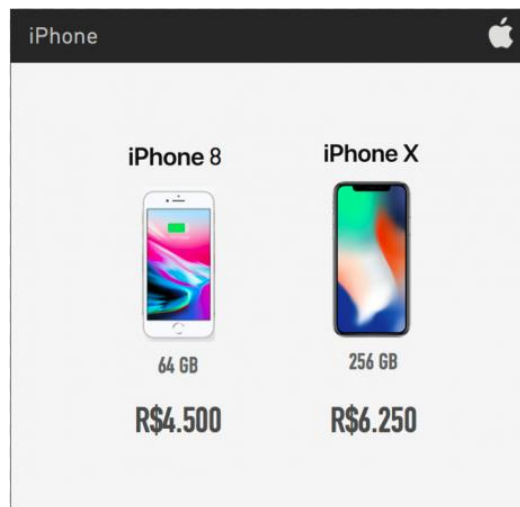 iPhone
iPhone 8
iPhone X
64 GB
256 GB
R$4.500
R$6.250